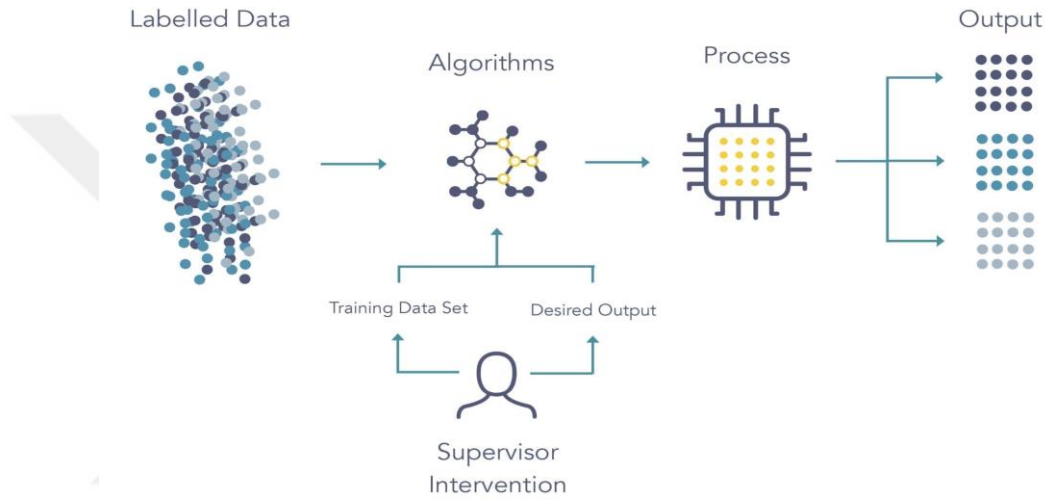 Labelled Data
Algorithms
Process
Output
Training Data Set
Desired Output
Supervisor
Intervention